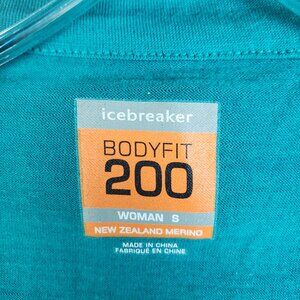 icebreaker
BODYFIT
200
WOMAN S
NEW ZEALAND MERINO
MADE IN CHINA
FABRIQUÉ EN CHINE